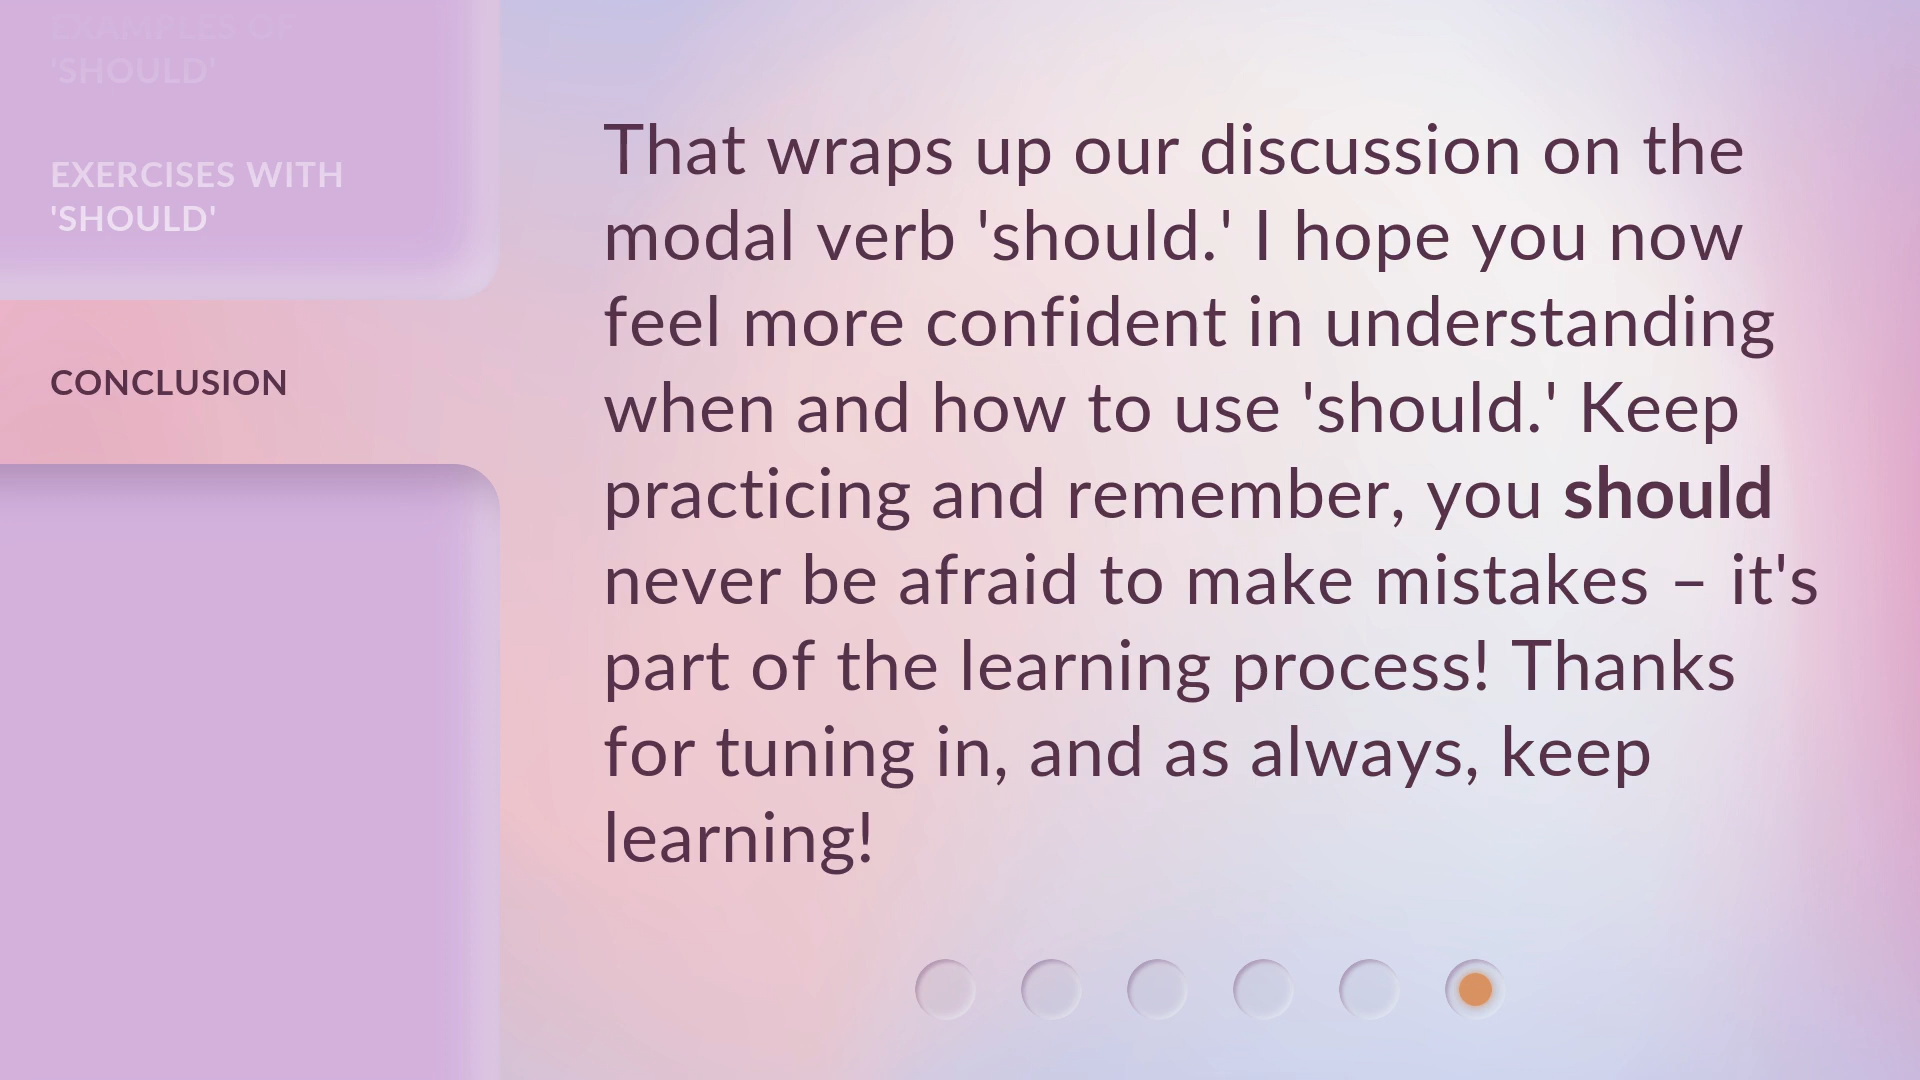 EXAMPLES OF
'SHOULD'
EXERCISES WITH
'SHOULD'
CONCLUSION
That wraps up our discussion on the
modal verb 'should.' I hope you now
feel more confident in understanding
when and how to use 'should.' Keep
practicing and remember, you should
never be afraid to make mistakes – it's
part of the learning process! Thanks
for tuning in, and as always, keep
learning!